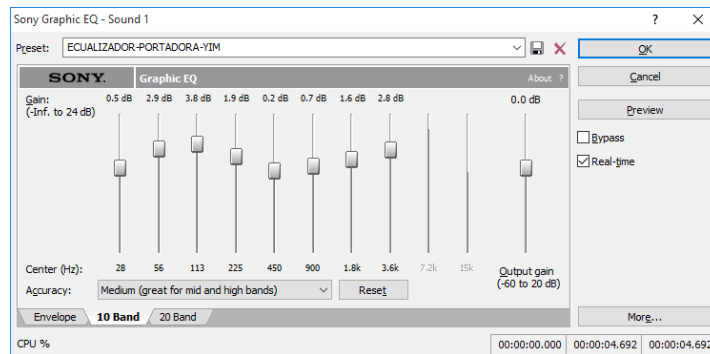 Sony Graphic EQ - Sound 1 ?
Preset: ECUALIZADOR-PORTADORA-YIM
OK
SONY. Graphic EQ About ?
Cancel
Gain:
(-Inf. to 24 dB)
0.5 dB 2.9 dB 3.8 dB 1.9 dB 0.2 dB 0.7 dB 1.6 dB 2.8 dB 0.0 dB
Preview
Bypass
Real-time
Center (Hz): 28 56 113 225 450 900 1.8k 3.6k 7.2k 15k
Output gain
(-60 to 20 dB)
Accuracy: Medium (great for mid and high bands) Reset
Envelope 10 Band 20 Band
More...
CPU % 00:00:00.000 00:00:04.692 00:00:04.692